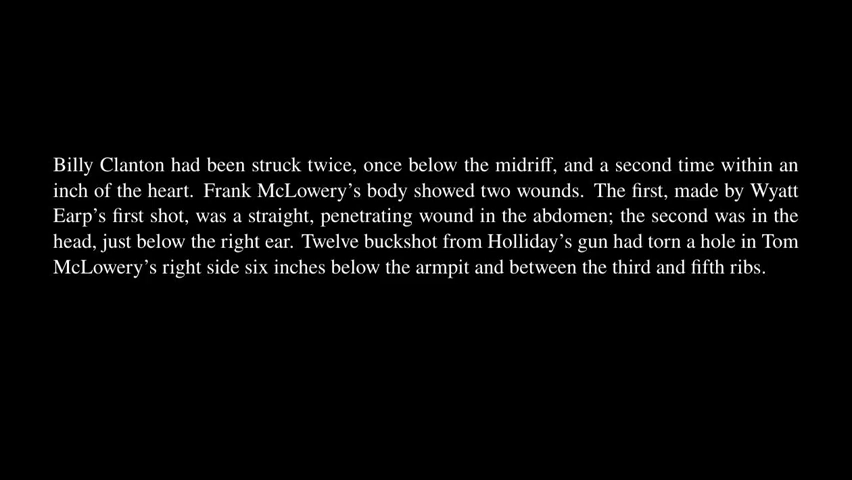 Billy Clanton had been struck twice, once below the midriff, and a second time within an
inch of the heart. Frank McLowery's body showed two wounds. The first, made by Wyatt
Earp's first shot, was a straight, penetrating wound in the abdomen; the second was in the
head, just below the right ear. Twelve buckshot from Holliday's gun had torn a hole in Tom
McLowery's right side six inches below the armpit and between the third and fifth ribs.